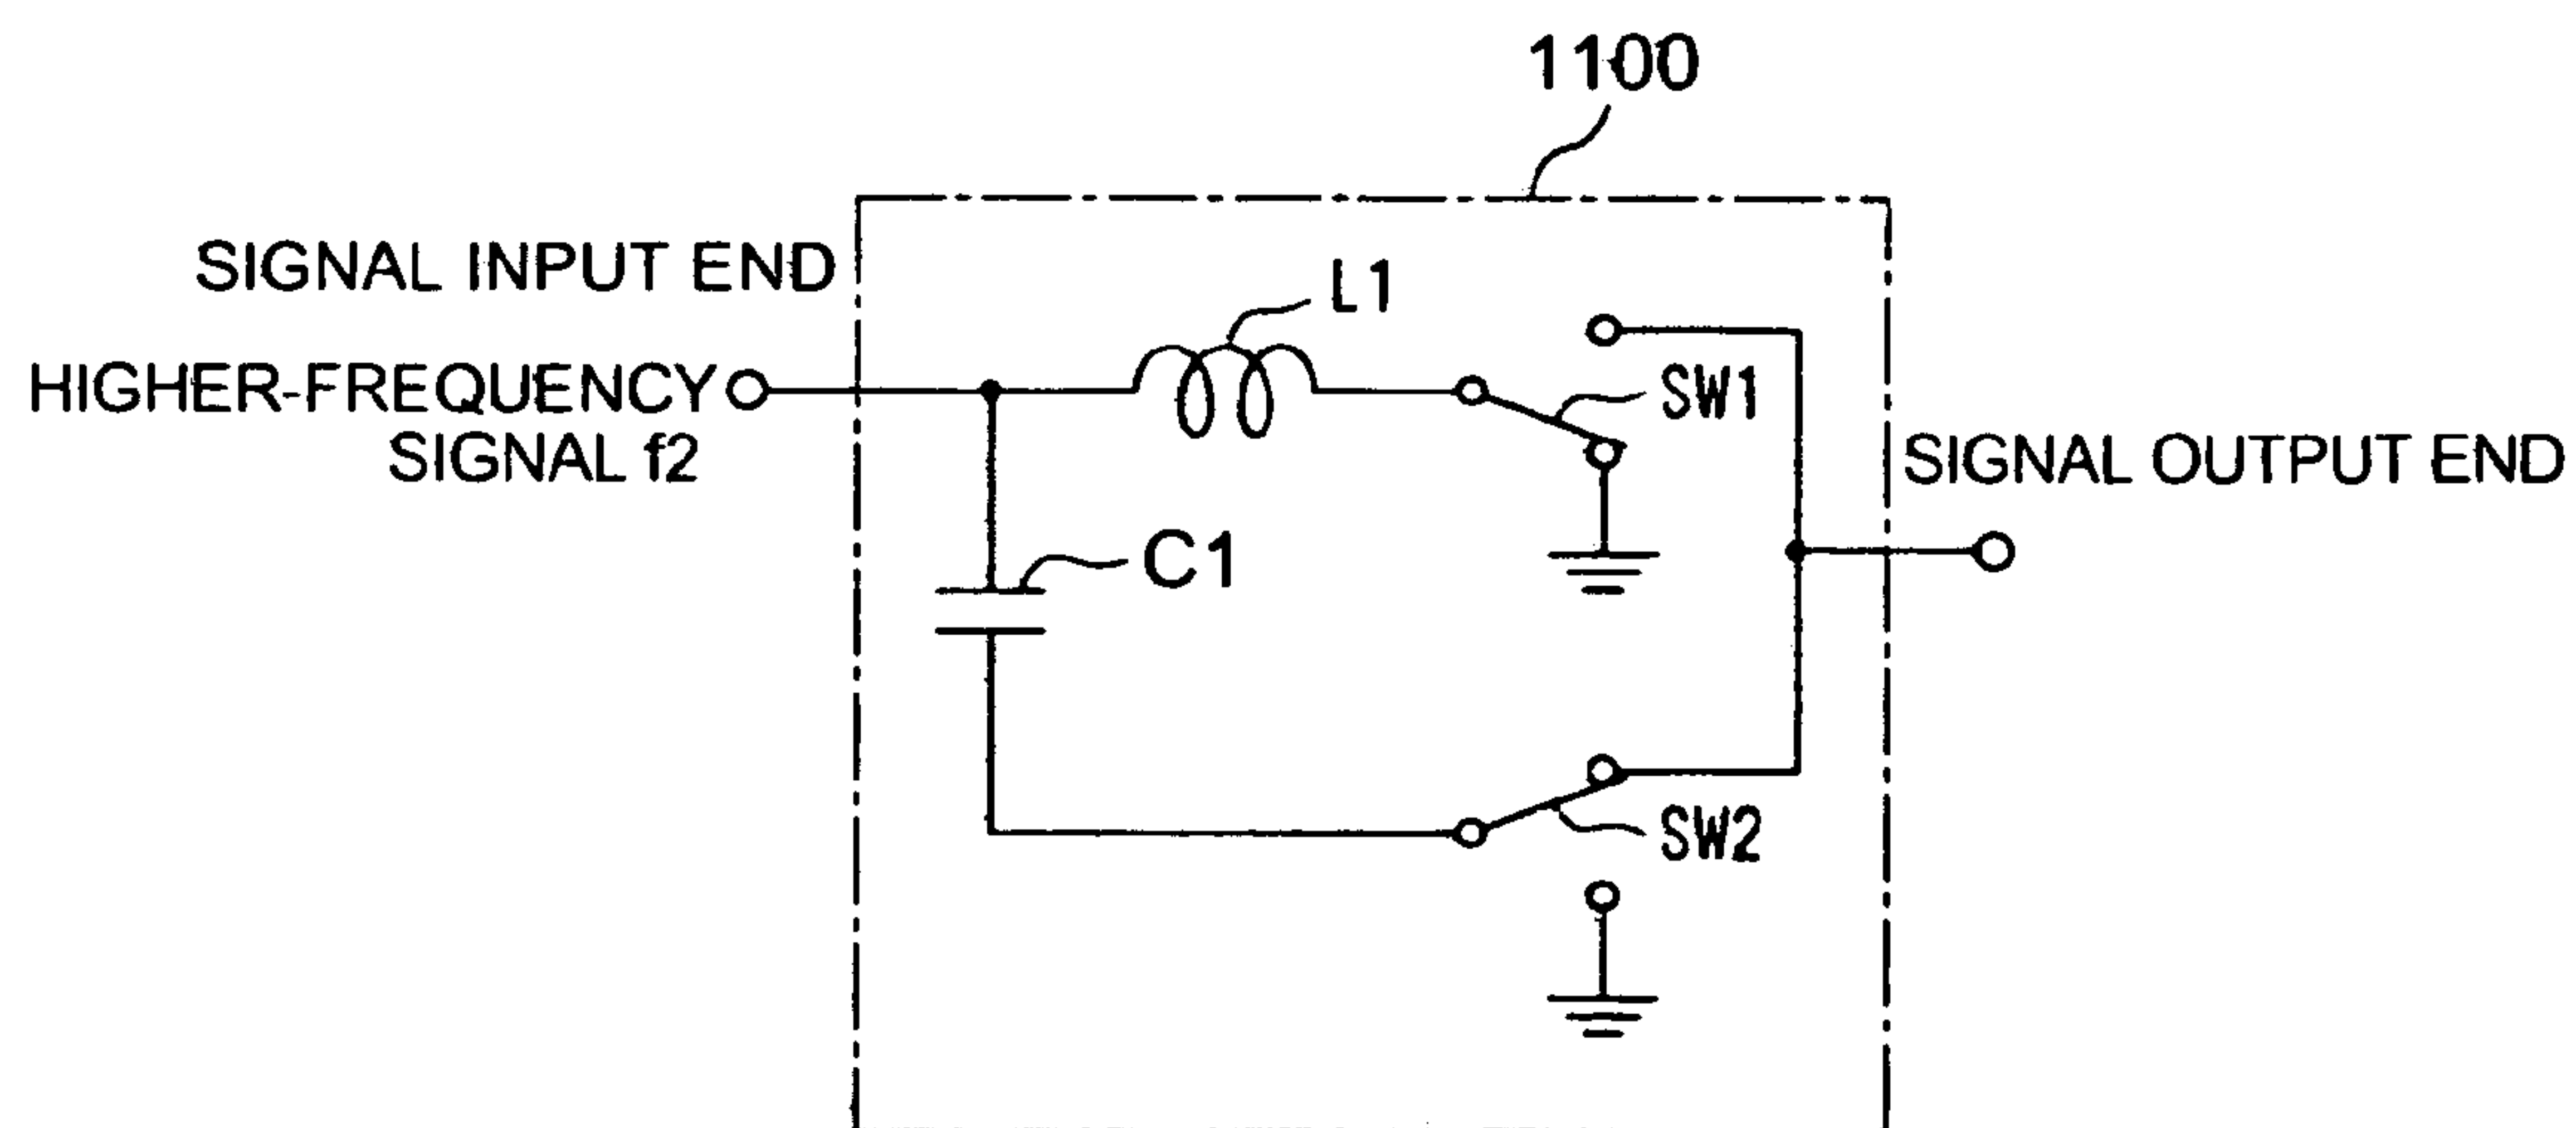 1100
SIGNAL INPUT END
L1
HIGHER-FREQUENCY
SIGNAL f2
SW1
SIGNAL OUTPUT END
C1
SW2